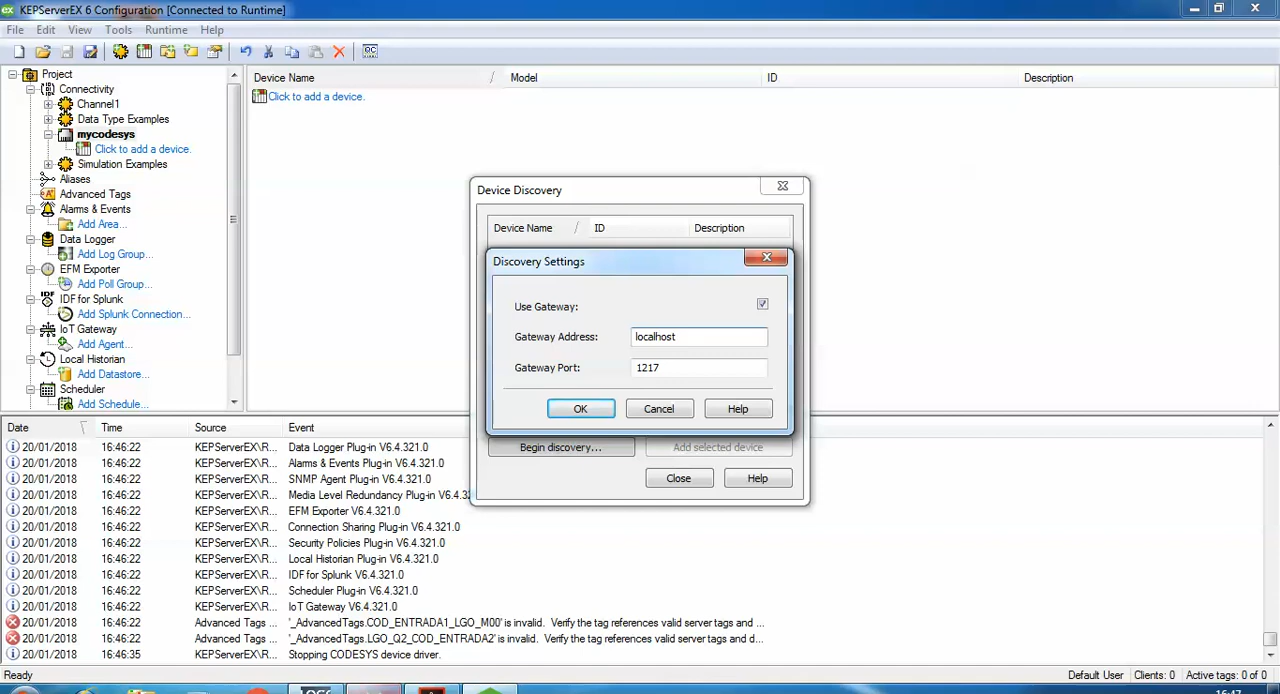 KEPServerEX 6 Configuration [Connected to Runtime]
File Edit View Tools Runtime Help
Project
Connectivity
Channel1
Data Type Examples
mycodesys
Click to add a device.
Simulation Examples
Aliases
Advanced Tags
Alarms & Events
Add Area...
Data Logger
Add Log Group...
EFM Exporter
Add Poll Group...
IDF for Splunk
Add Splunk Connection...
IoT Gateway
Add Agent...
Local Historian
Add Datastore...
Scheduler
Add Schedule...
Device Name / Model ID Description
Click to add a device.
Device Discovery
Device Name / ID Description
Discovery Settings
Use Gateway:
Gateway Address: localhost
Gateway Port: 1217
OK Cancel Help
Begin discovery... Add selected device
Close Help
Date Time Source Event
20/01/2018 16:46:22 KEPServerEX\R... Data Logger Plug-in V6.4.321.0
20/01/2018 16:46:22 KEPServerEX\R... Alarms & Events Plug-in V6.4.321.0
20/01/2018 16:46:22 KEPServerEX\R... SNMP Agent Plug-in V6.4.321.0
20/01/2018 16:46:22 KEPServerEX\R... Media Level Redundancy Plug-in V6.4.32
20/01/2018 16:46:22 KEPServerEX\R... EFM Exporter V6.4.321.0
20/01/2018 16:46:22 KEPServerEX\R... Connection Sharing Plug-in V6.4.321.0
20/01/2018 16:46:22 KEPServerEX\R... Security Policies Plug-in V6.4.321.0
20/01/2018 16:46:22 KEPServerEX\R... Local Historian Plug-in V6.4.321.0
20/01/2018 16:46:22 KEPServerEX\R... IDF for Splunk V6.4.321.0
20/01/2018 16:46:22 KEPServerEX\R... Scheduler Plug-in V6.4.321.0
20/01/2018 16:46:22 KEPServerEX\R... IoT Gateway V6.4.321.0
20/01/2018 16:46:22 Advanced Tags ... '_AdvancedTags.COD_ENTRADA1_LGO_M00' is invalid. Verify the tag references valid server tags and ...
20/01/2018 16:46:22 Advanced Tags ... '_AdvancedTags.LGO_Q2_COD_ENTRADA2' is invalid. Verify the tag references valid server tags and d...
20/01/2018 16:46:35 KEPServerEX\R... Stopping CODESYS device driver.
Ready Default User Clients: 0 Active tags: 0 of 0